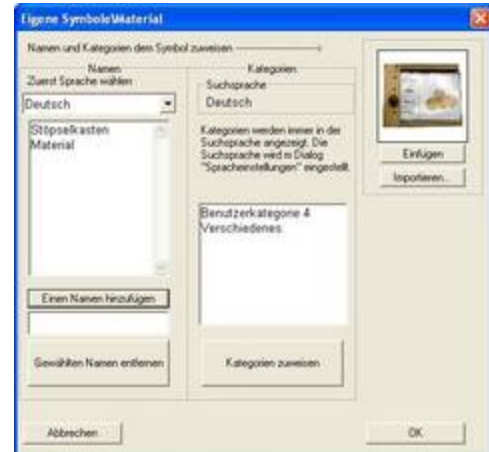 Eigene Symbole\Material
Namen und Kategorien dem Symbol zuweisen
Namen
Zuerst Sprache wählen
Deutsch
Stöpselkasten
Material
Einen Namen hinzufügen
Gewählten Namen entfernen
Kategorien
Suchsprache
Deutsch
Kategorien werden immer in der
Suchsprache angezeigt. Die
Suchsprache wird m Dialog
"Spracheinstellungen" eingestellt.
Benutzerkategorie 4
Verschiedenes
Kategorien zuweisen
Einfügen
Importieren...
Abbrechen
OK